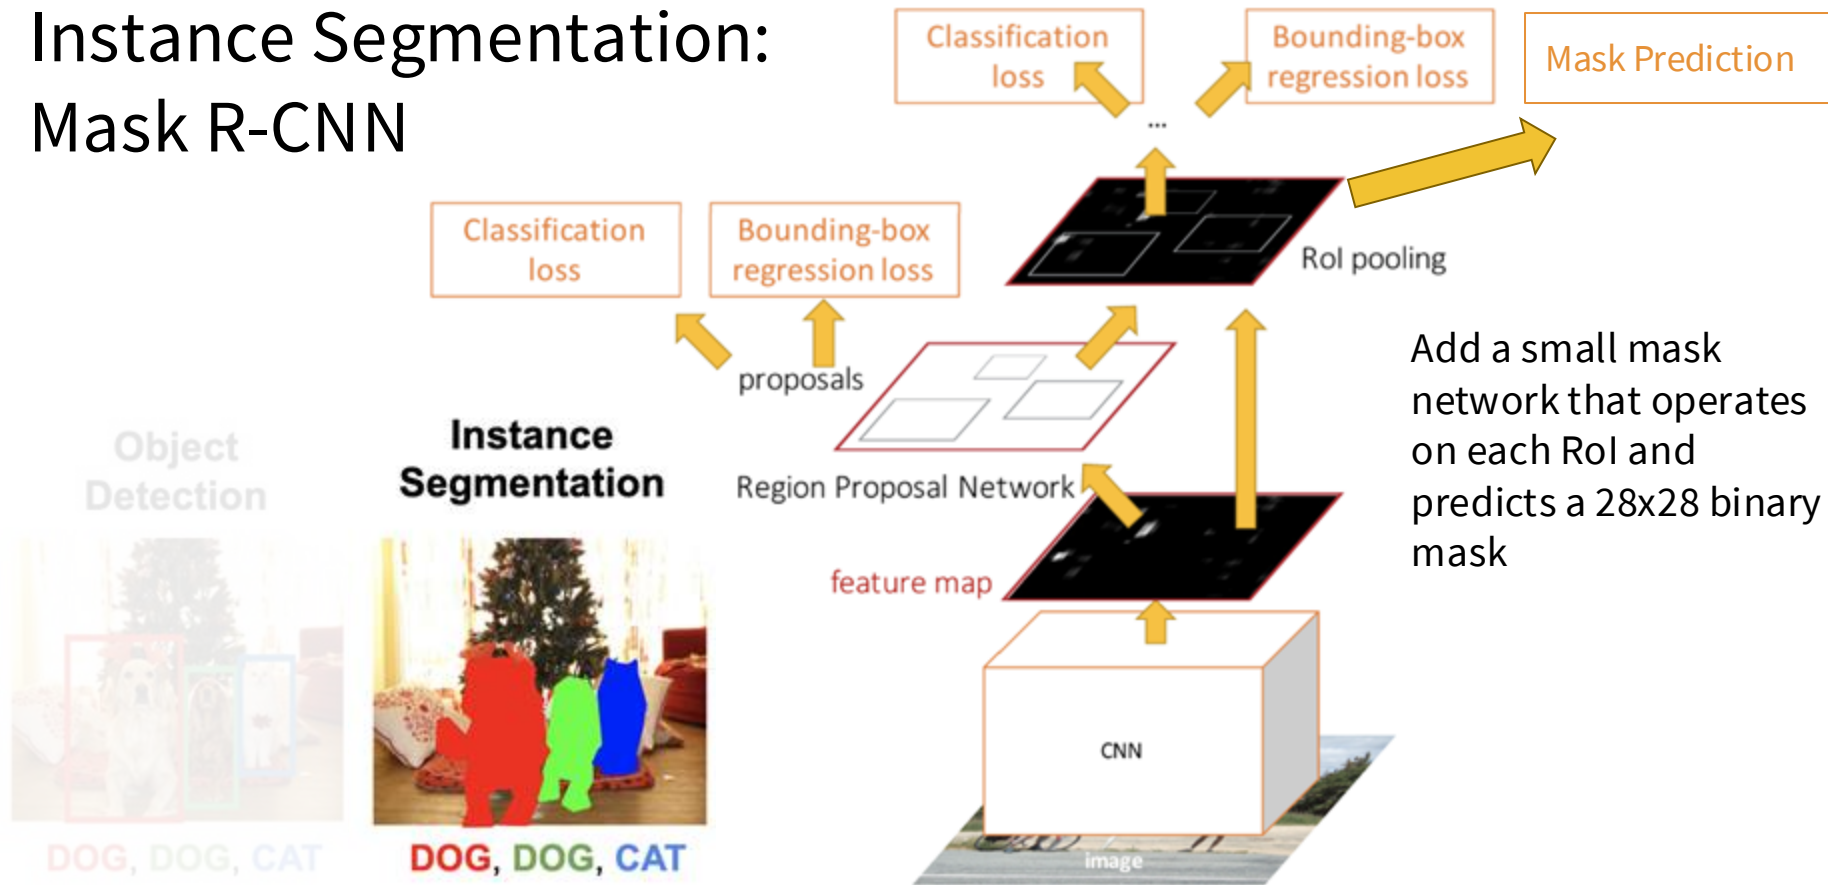 Instance Segmentation:
Mask R-CNN
Classification
loss
Bounding-box
regression loss
Mask Prediction
...
Classification
loss
Bounding-box
regression loss
RoI pooling
proposals
Region Proposal Network
feature map
CNN
image
Add a small mask
network that operates
on each RoI and
predicts a 28x28 binary
mask
Object
Detection
DOG, DOG, CAT
Instance
Segmentation
DOG, DOG, CAT